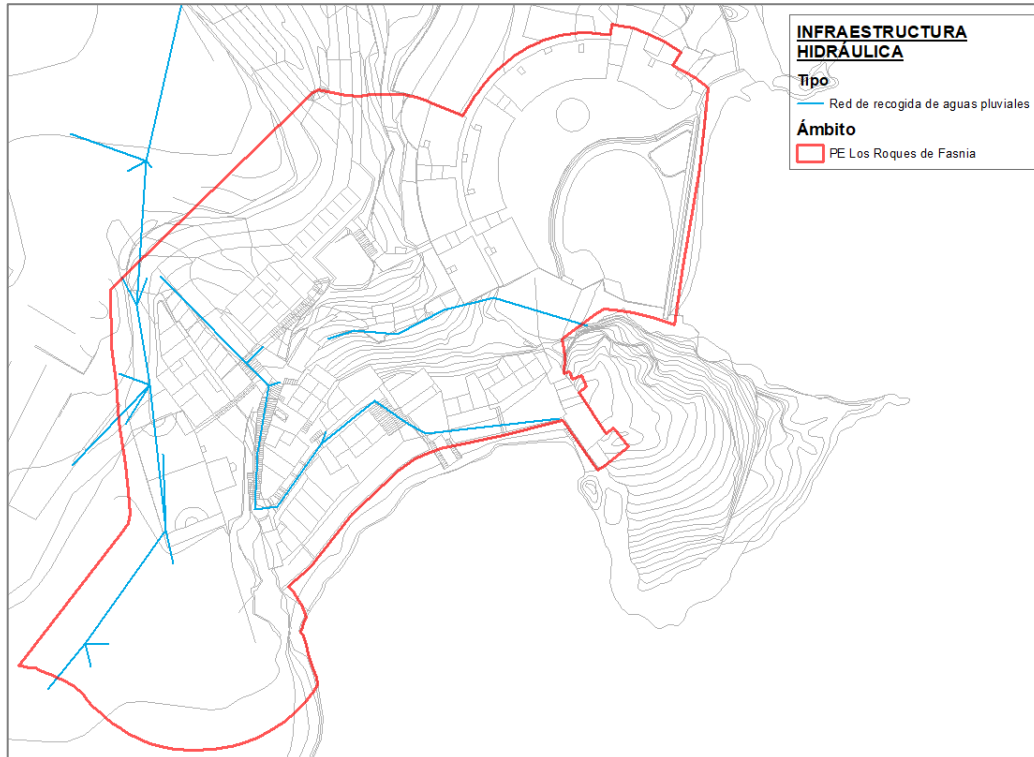 INFRAESTRUCTURA
HIDRÁULICA
Tipo
Red de recogida de aguas pluviales
Ámbito
PE Los Roques de Fasnia